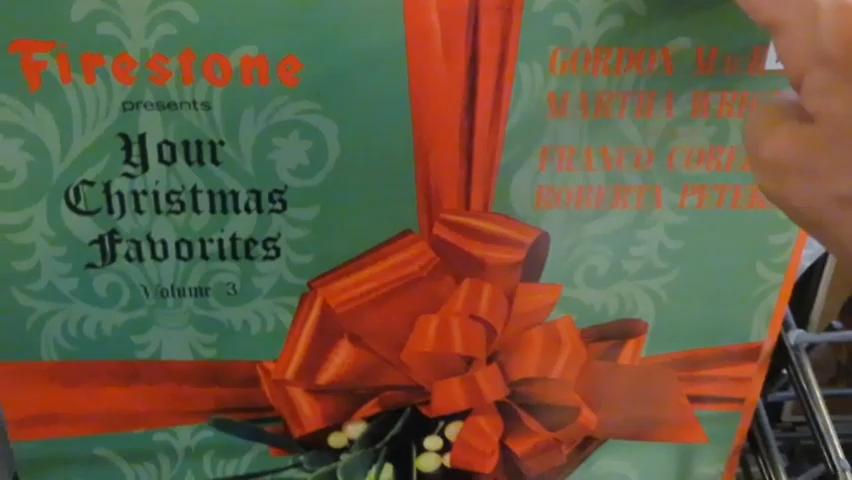 Firestone
presents
Your
Christmas
Favorites
Volume 3
GORDON
MARTHA
FRANCO
ROBERTA